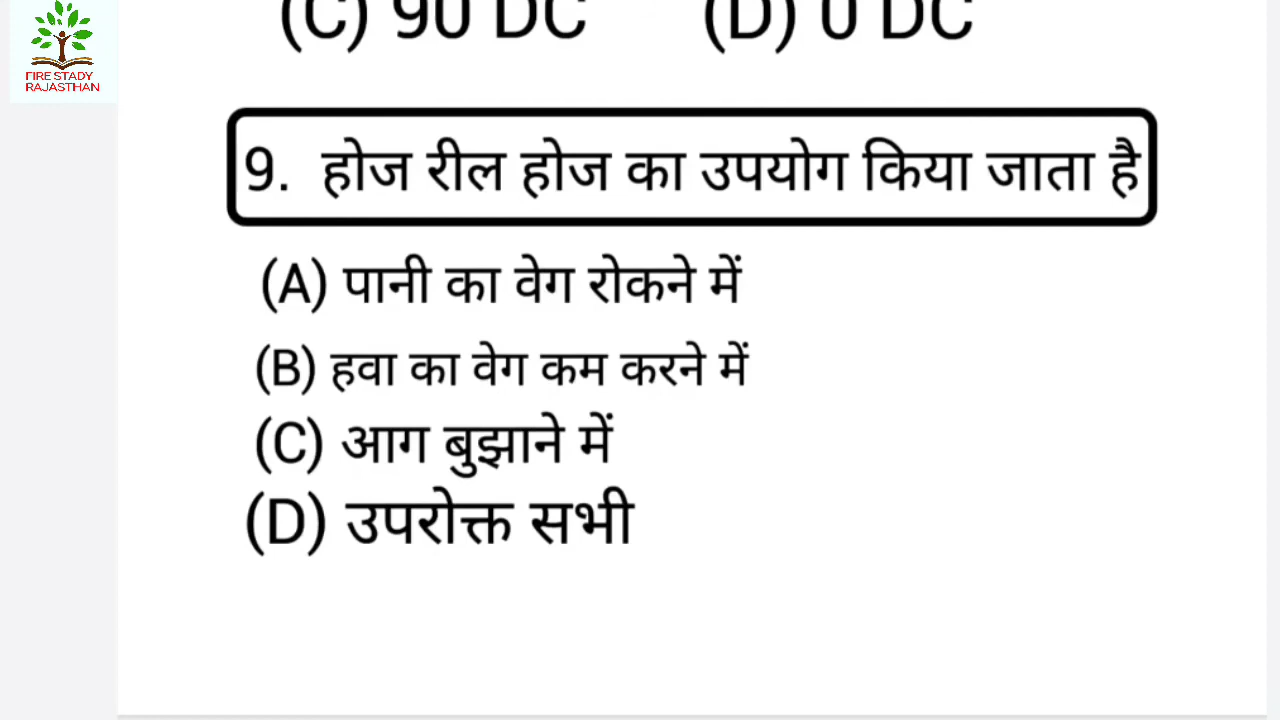 (C) 90 DC (D) 0 DC
FIRE STADY
RAJASTHAN
9. होज रील होज का उपयोग किया जाता है
(A) पानी का वेग रोकने में
(B) हवा का वेग कम करने में
(C) आग बुझाने में
(D) उपरोक्त सभी